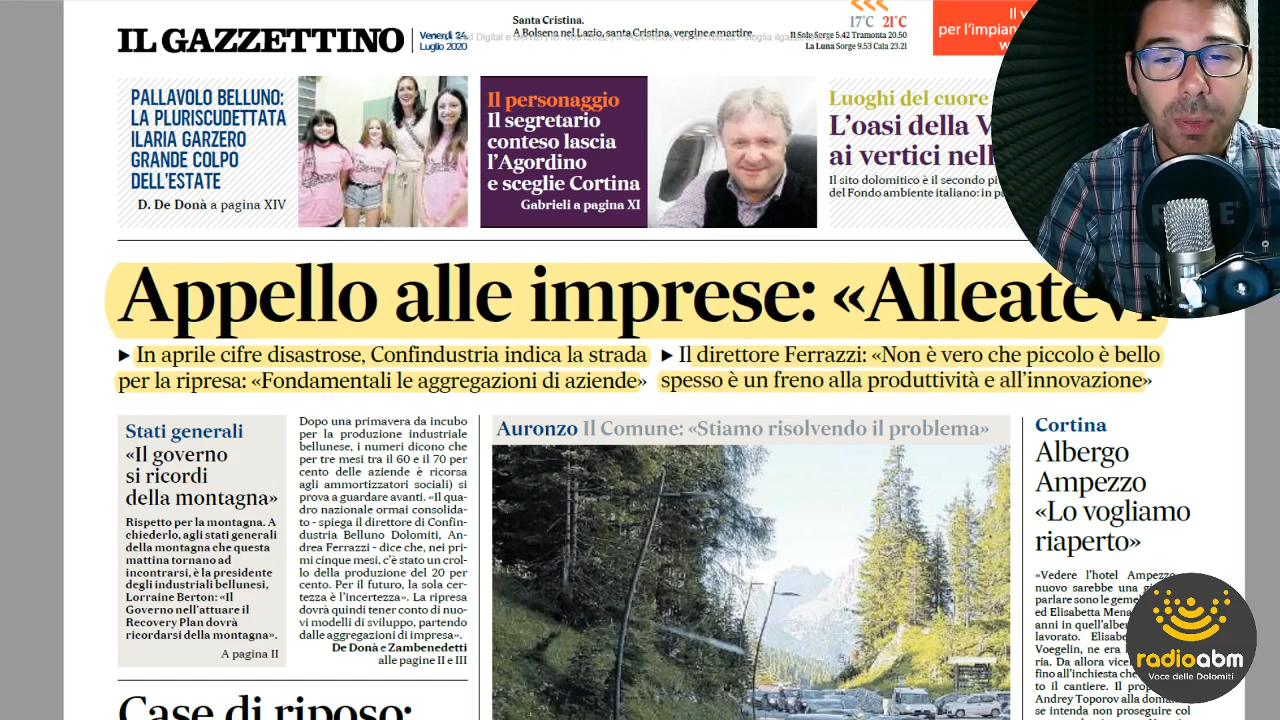 IL GAZZETTINO
Venerdì 24,
Luglio 2020
Santa Cristina.
A Bolsena nel Lazio, santa Cristina, vergine e martire.
17°C 21°C
Il Sole Sorge 5.42 Tramonta 20.50
La Luna Sorge 9.53 Cala 23.21
Il
per l'impian
PALLAVOLO BELLUNO:
LA PLURISCUDETTATA
ILARIA GARZERO
GRANDE COLPO
DELL'ESTATE
D. De Donà a pagina XIV
Il personaggio
Il segretario
conteso lascia
l'Agordino
e sceglie Cortina
Gabrieli a pagina XI
Luoghi del cuore
L'oasi della V
ai vertici nell
Il sito dolomitico è il secondo pi
del Fondo ambiente italiano: in pa
Appello alle imprese: «Alleatevi
In aprile cifre disastrose, Confindustria indica la strada
per la ripresa: «Fondamentali le aggregazioni di aziende»
Il direttore Ferrazzi: «Non è vero che piccolo è bello
spesso è un freno alla produttività e all'innovazione»
Stati generali
«Il governo
si ricordi
della montagna»
Rispetto per la montagna. A
chiederlo, agli stati generali
della montagna che questa
mattina tornano ad
incontrarsi, è la presidente
degli industriali bellunesi,
Lorraine Berton: «Il
Governo nell'attuare il
Recovery Plan dovrà
ricordarsi della montagna».
A pagina II
Dopo una primavera da incubo
per la produzione industriale
bellunese, i numeri dicono che
per tre mesi tra il 60 e il 70 per
cento delle aziende è ricorsa
agli ammortizzatori sociali) si
prova a guardare avanti. «Il qua-
dro nazionale ormai consolida-
to - spiega il direttore di Confin-
dustria Belluno Dolomiti, An-
drea Ferrazzi - dice che, nei pri-
mi cinque mesi, c'è stato un crol-
lo della produzione del 20 per
cento. Per il futuro, la sola cer-
tezza è l'incertezza». La ripresa
dovrà quindi tener conto di nuo-
vi modelli di sviluppo, partendo
dalle aggregazioni di impresa».
De Donà e Zambenedetti
alle pagine II e III
Case di riposo:
Auronzo Il Comune: «Stiamo risolvendo il problema»
Cortina
Albergo
Ampezzo
«Lo vogliamo
riaperto»
«Vedere l'hotel Ampezzo
nuovo sarebbe una gi
parlare sono le geme
ed Elisabetta Mena
anni in quell'alber
lavorato. Elisabe
Voegelin, ne era
ria. Da allora vicen
fino all'inchiesta che
to il cantiere. Il prop
Andrey Toporov alla doma
se intenda non proseguire col
radioabm
Voce delle Dolomiti